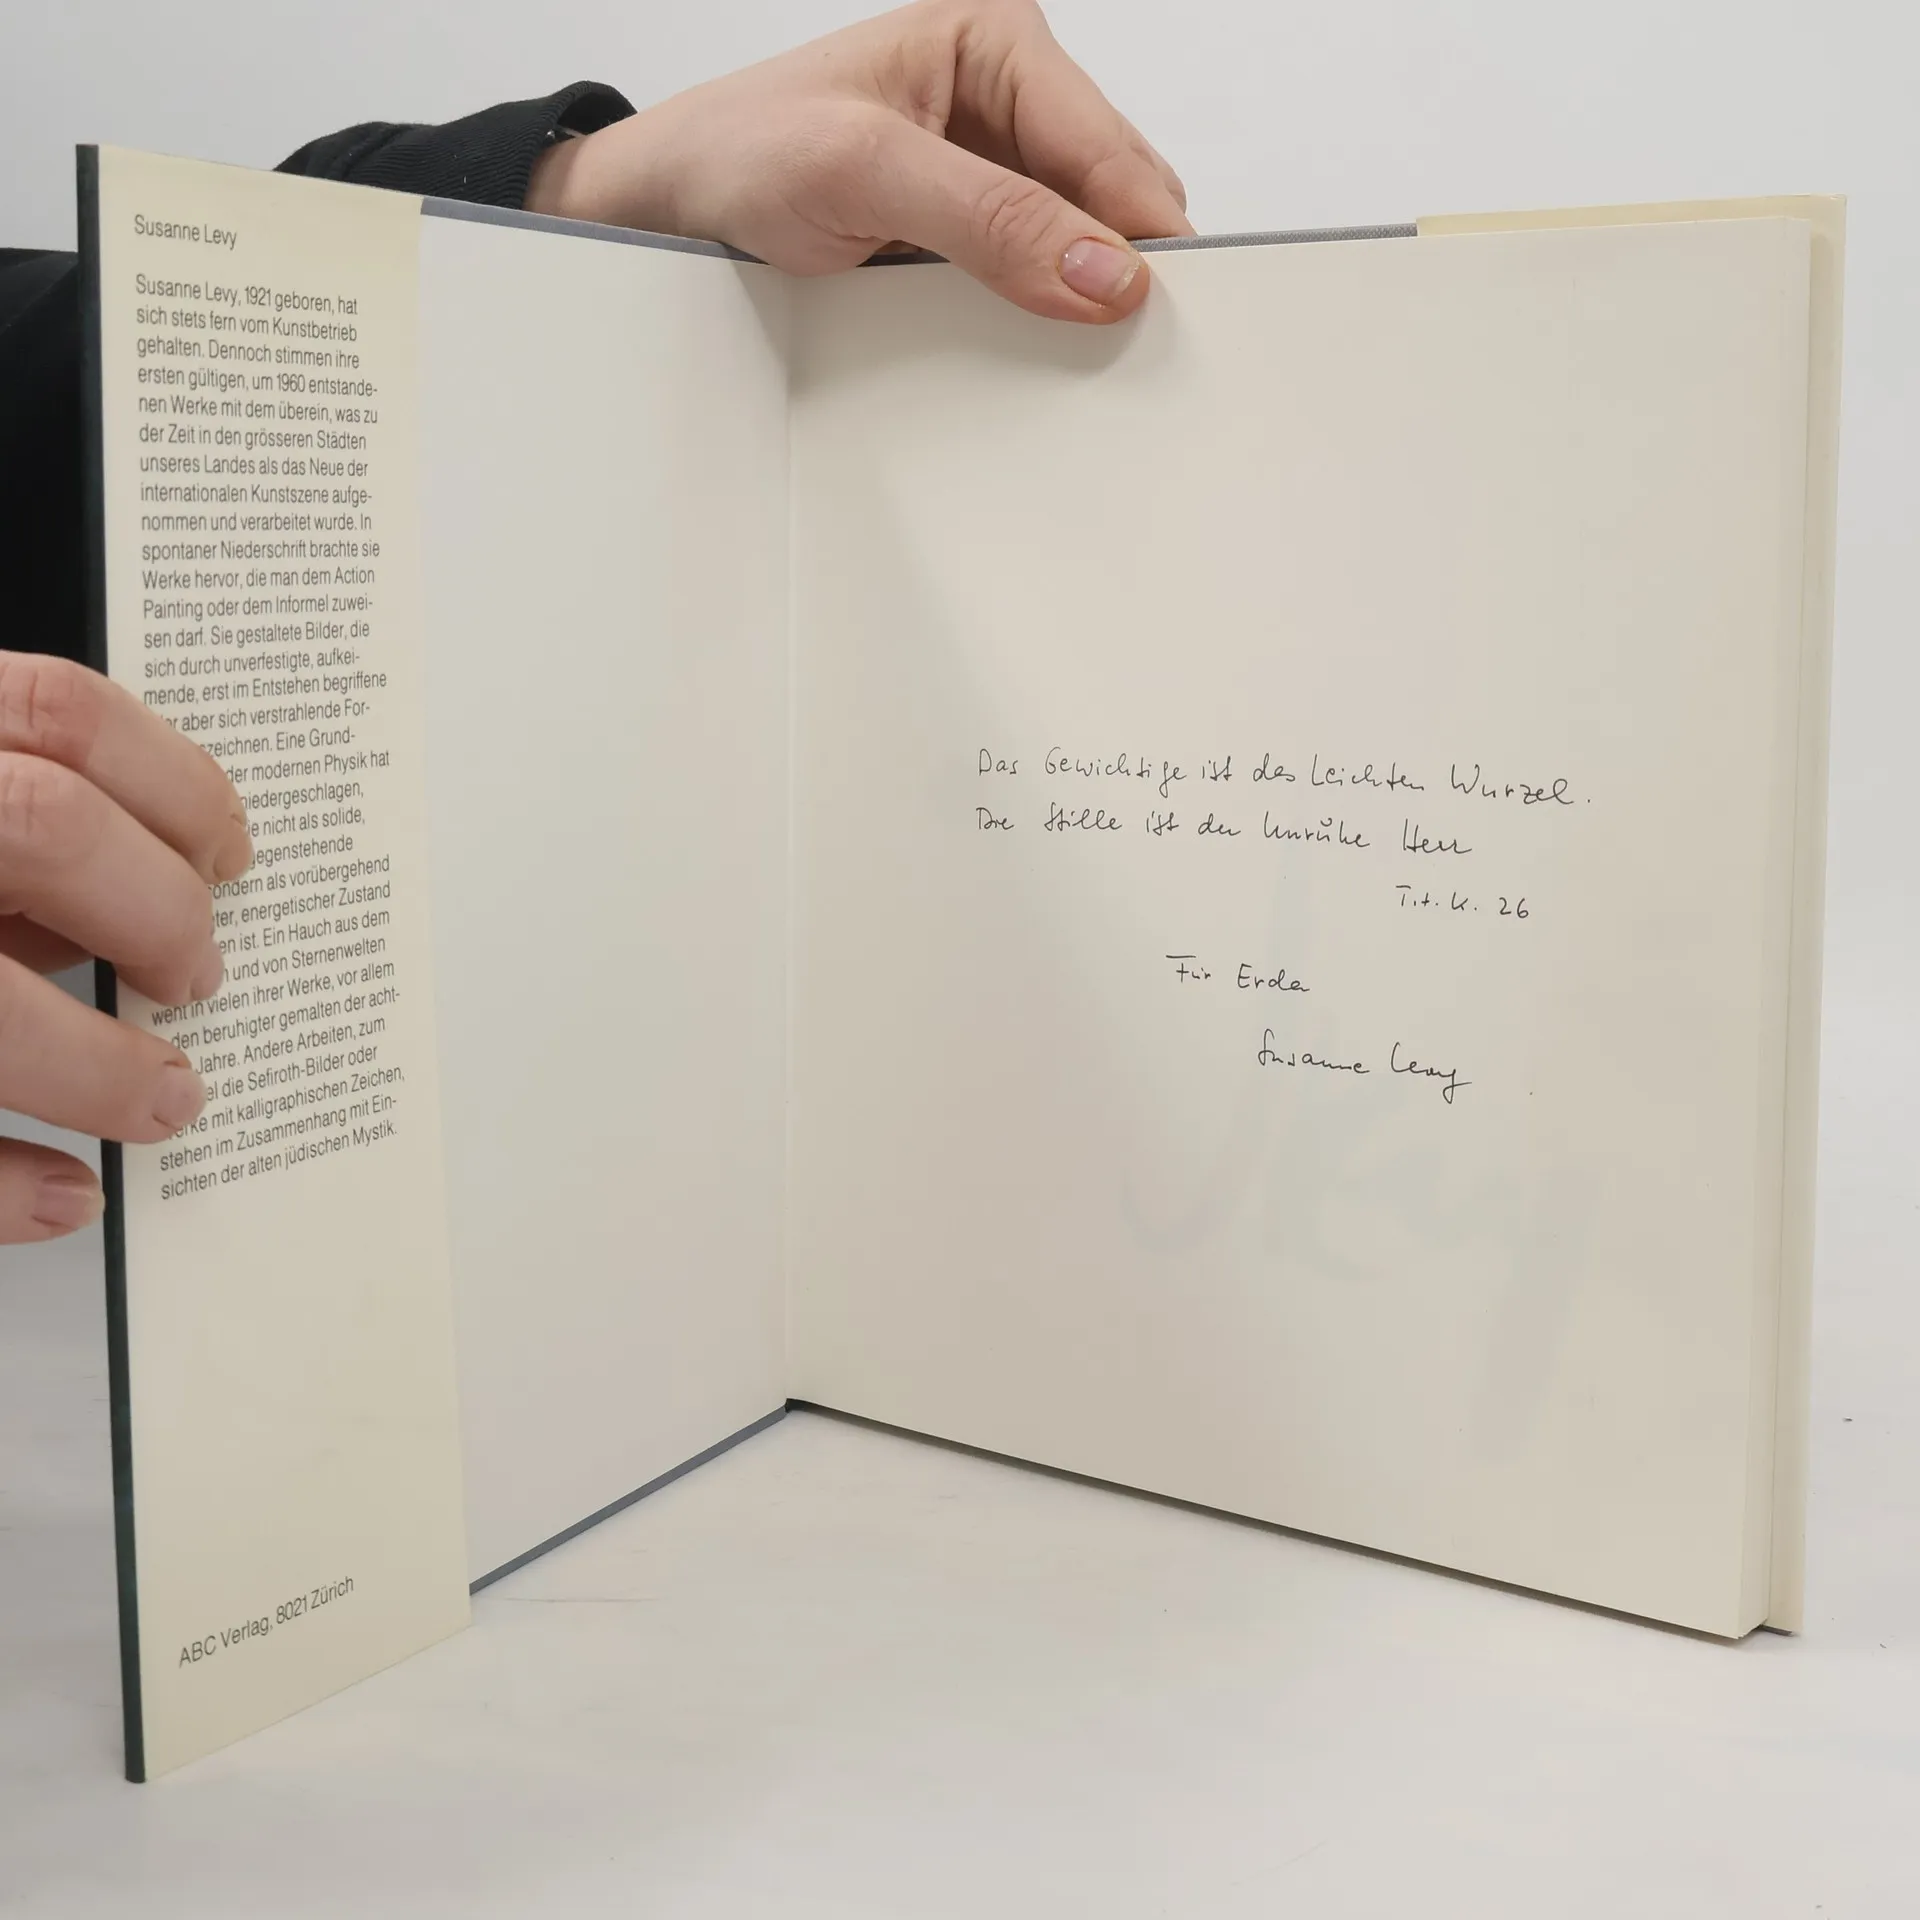 Susanne Levy
Susanne Levy, 1921 geboren, hat
sich stets fern vom Kunstbetrieb
gehalten. Dennoch stimmen ihre
ersten gültigen, um 1960 entstande-
nen Werke mit dem überein, was zu
der Zeit in den grösseren Städten
unseres Landes als das Neue der
internationalen Kunstszene aufge-
nommen und verarbeitet wurde. In
spontaner Niederschrift brachte sie
Werke hervor, die man dem Action
Painting oder dem Informel zuwei-
sen darf. Sie gestaltete Bilder, die
sich durch unverfestigte, aufkei-
mende, erst im Entstehen begriffene
aber sich verstrahlende For-
zeichnen. Eine Grund-
der modernen Physik hat
niedergeschlagen,
nicht als solide,
gegenstehende
sondern als vorübergehend
energetischer Zustand
ist. Ein Hauch aus dem
und von Sternenwelten
weht in vielen ihrer Werke, vor allem
den beruhigter gemalten der acht-
Jahre. Andere Arbeiten, zum
die Sefiroth-Bilder oder
mit kalligraphischen Zeichen,
stehen im Zusammenhang mit Ein-
sichten der alten jüdischen Mystik.
ABC Verlag, 8021 Zürich
Das Gewichtige ist des Leichten Wurzel.
Die Stille ist der Unruhe Herr
T.t. K. 26
Für Erda
Susanne Levy